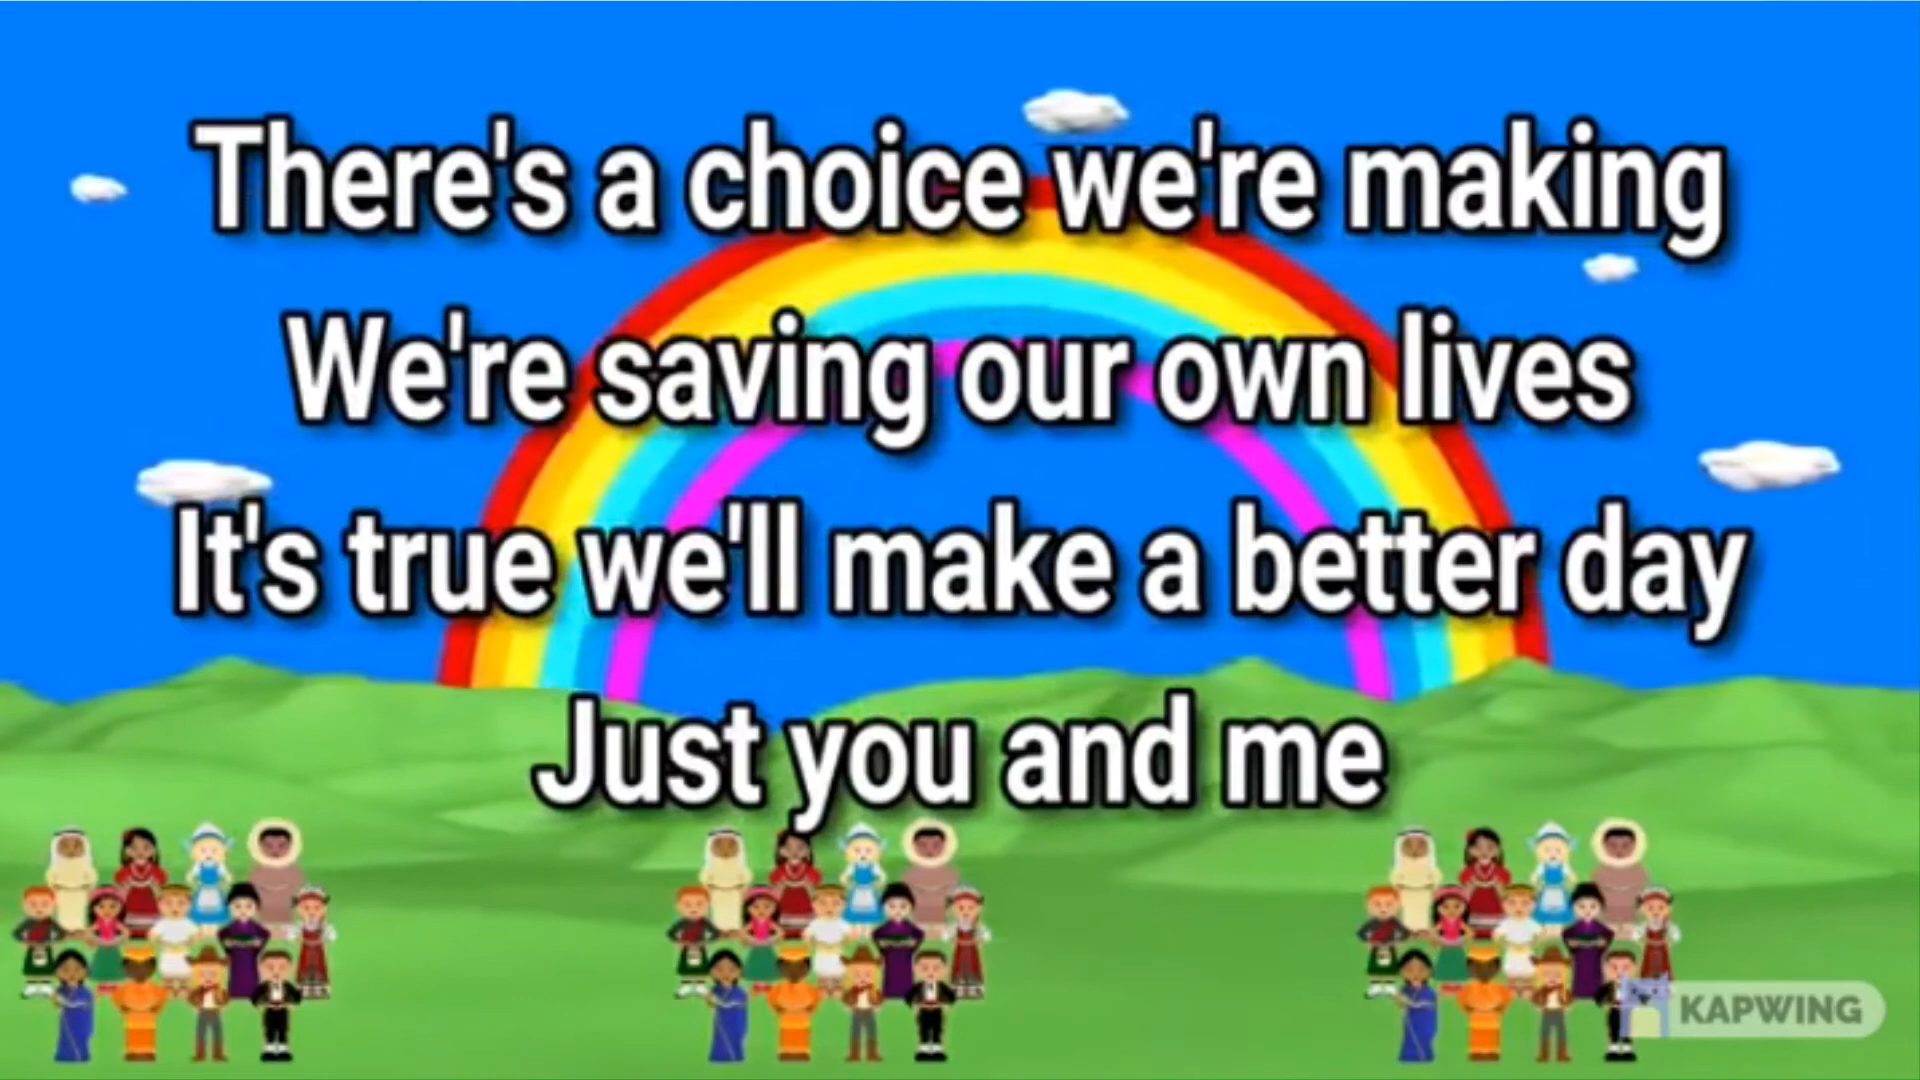 There's a choice we're making
We're saving our own lives
It's true we'll make a better day
Just you and me
KAPWING